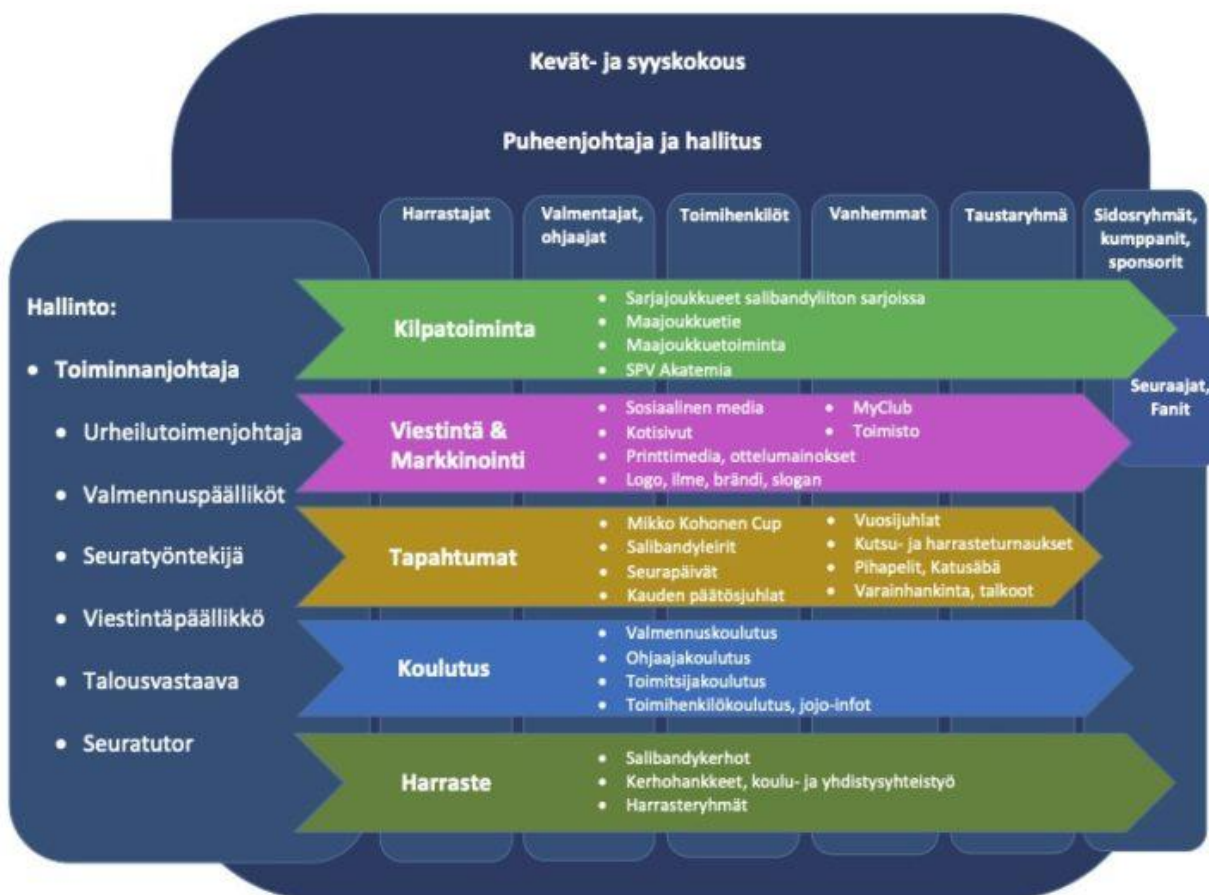 Kevät- ja syyskokous
Puheenjohtaja ja hallitus
Harrastajat
Valmentajat,
ohjaajat
Toimihenkilöt
Vanhemmat
Taustaryhmä
Sidosryhmät,
kumppanit,
sponsorit
Seuraajat,
Fanit
Hallinto:
• Toiminnanjohtaja
• Urheilutoimenjohtaja
• Valmennuspäälliköt
• Seuratyöntekijä
• Viestintäpäällikkö
• Talousvastaava
• Seuratutor
Kilpatoiminta
• Sarjajoukkueet salibandyliiton sarjoissa
• Maajoukkuetie
• Maajoukkuetoiminta
• SPV Akatemia
Viestintä &
Markkinointi
• Sosiaalinen media
• Kotisivut
• Printtimedia, ottelumainokset
• Logo, ilme, brändi, slogan
• MyClub
• Toimisto
Tapahtumat
• Mikko Kohonen Cup
• Salibandyleirit
• Seurapäivät
• Kauden päätösjuhlat
• Vuosijuhlat
• Kutsu- ja harrasteturnaukset
• Pihapelit, Katusäbä
• Varainhankinta, talkoot
Koulutus
• Valmennuskoulutus
• Ohjaajakoulutus
• Toimitsijakoulutus
• Toimihenkilökoulutus, jojo-infot
Harraste
• Salibandykerhot
• Kerhohankkeet, koulu- ja yhdistysyhteistyö
• Harrasteryhmät